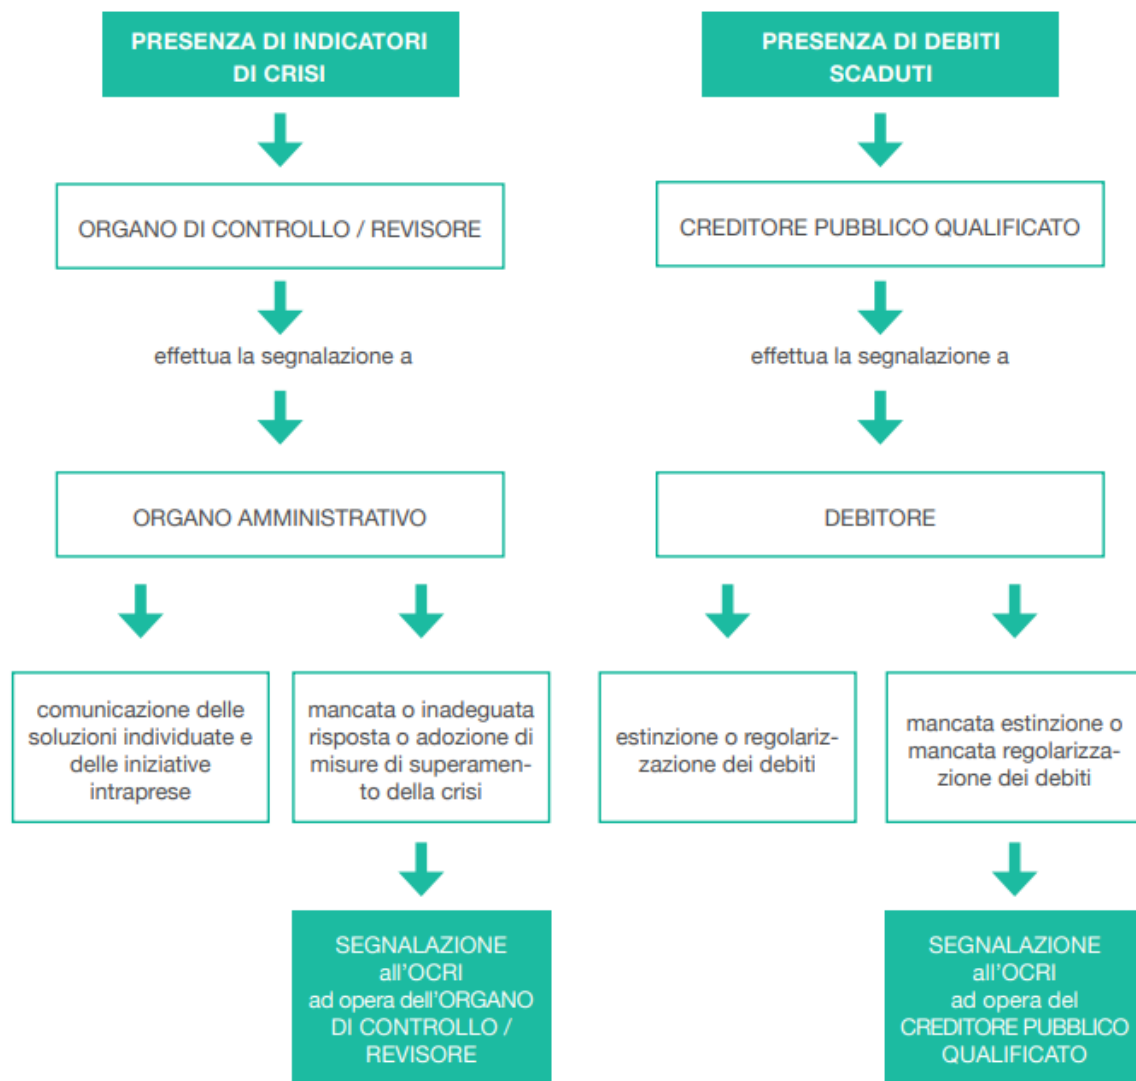 PRESENZA DI INDICATORI
DI CRISI
ORGANO DI CONTROLLO / REVISORE
effettua la segnalazione a
ORGANO AMMINISTRATIVO
comunicazione delle
soluzioni individuate e
delle iniziative
intraprese
mancata o inadeguata
risposta o adozione di
misure di superamen-
to della crisi
SEGNALAZIONE
all'OCRI
ad opera dell'ORGANO
DI CONTROLLO /
REVISORE
PRESENZA DI DEBITI
SCADUTI
CREDITORE PUBBLICO QUALIFICATO
effettua la segnalazione a
DEBITORE
estinzione o regolariz-
zazione dei debiti
mancata estinzione o
mancata regolarizza-
zione dei debiti
SEGNALAZIONE
all'OCRI
ad opera del
CREDITORE PUBBLICO
QUALIFICATO